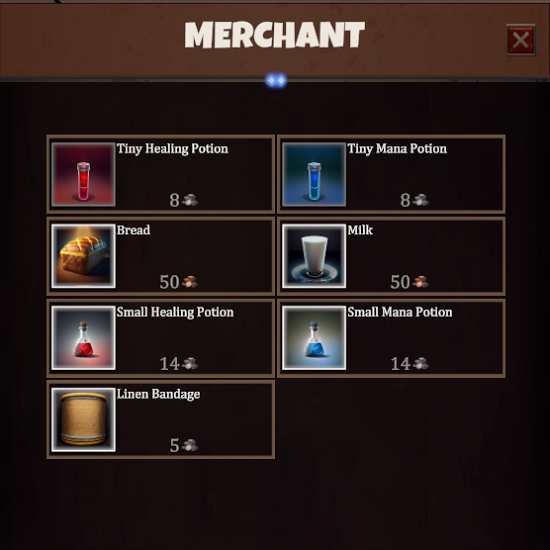 MERCHANT
Tiny Healing Potion
8
Tiny Mana Potion
8
Bread
50
Milk
50
Small Healing Potion
14
Small Mana Potion
14
Linen Bandage
5